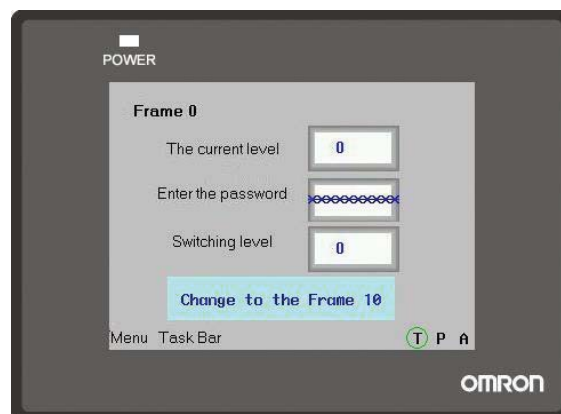 POWER
Frame 0
The current level 0
Enter the password xxxxxxxxxx
Switching level 0
Change to the Frame 10
Menu Task Bar T P A
OMRON